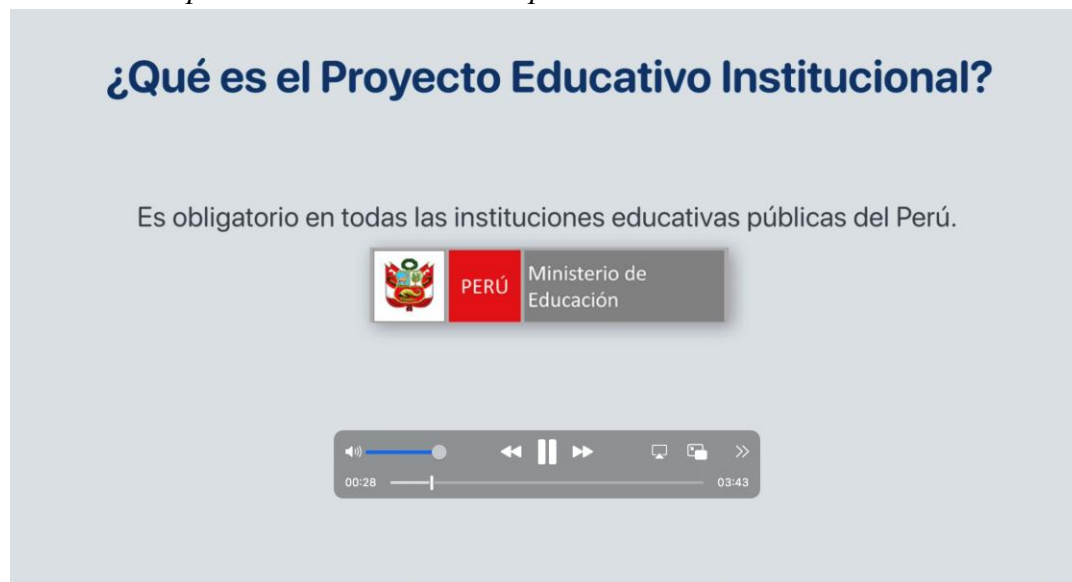 ¿Qué es el Proyecto Educativo Institucional?
Es obligatorio en todas las instituciones educativas públicas del Perú.
PERÚ
Ministerio de
Educación
00:28
03:43